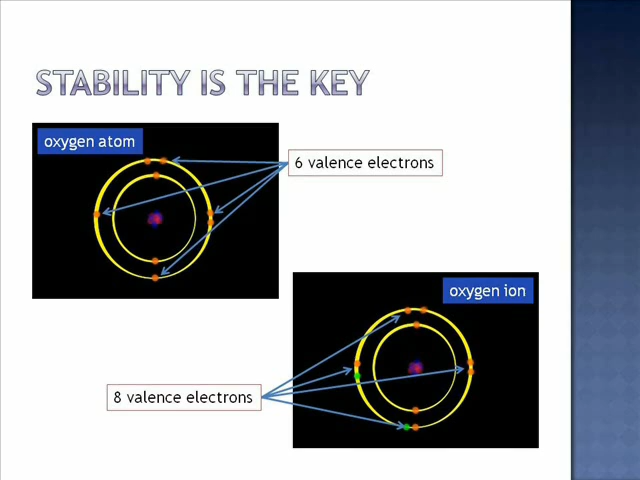 STABILITY IS THE KEY
oxygen atom
6 valence electrons
oxygen ion
8 valence electrons